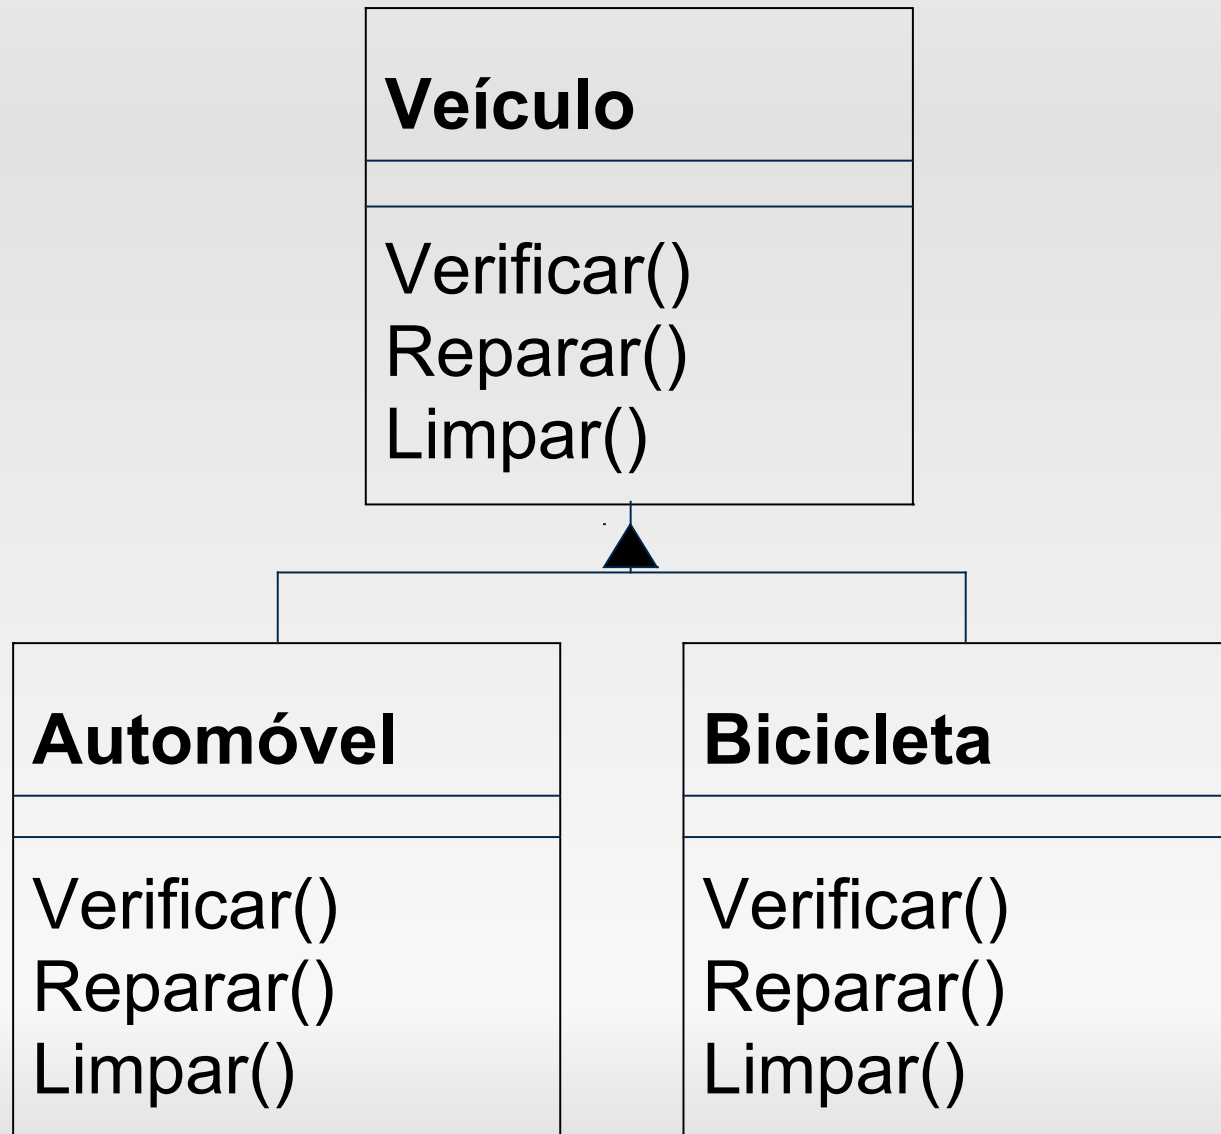 Veículo
Verificar()
Reparar()
Limpar()
Automóvel
Verificar()
Reparar()
Limpar()
Bicicleta
Verificar()
Reparar()
Limpar()